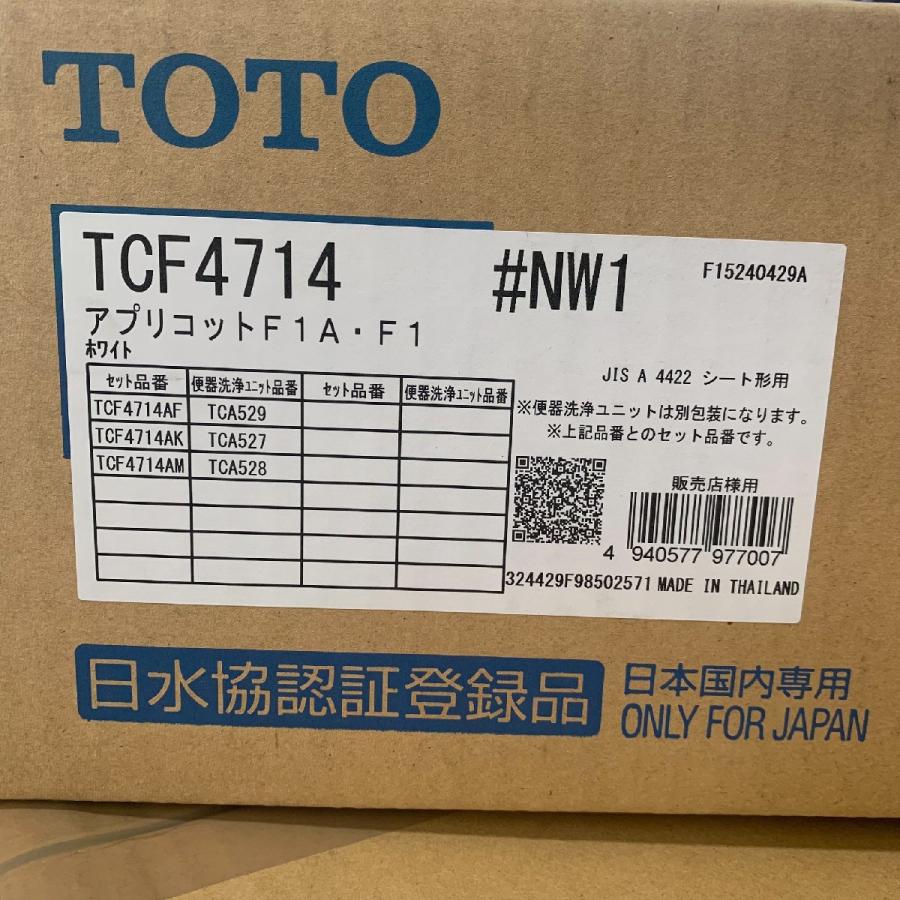 TOTO
TCF4714 #NW1 F15240429A
アプリコットF1A・F1
ホワイト
セット品番 便器洗浄ユニット品番 セット品番 便器洗浄ユニット品番
TCF4714AF TCA529
TCF4714AK TCA527
TCF4714AM TCA528
JIS A 4422 シート形用
※便器洗浄ユニットは別包装になります。
※上記品番とのセット品番です。
販売店様用
4 940577 977007
324429F98502571 MADE IN THAILAND
日水協認証登録品
日本国内専用
ONLY FOR JAPAN